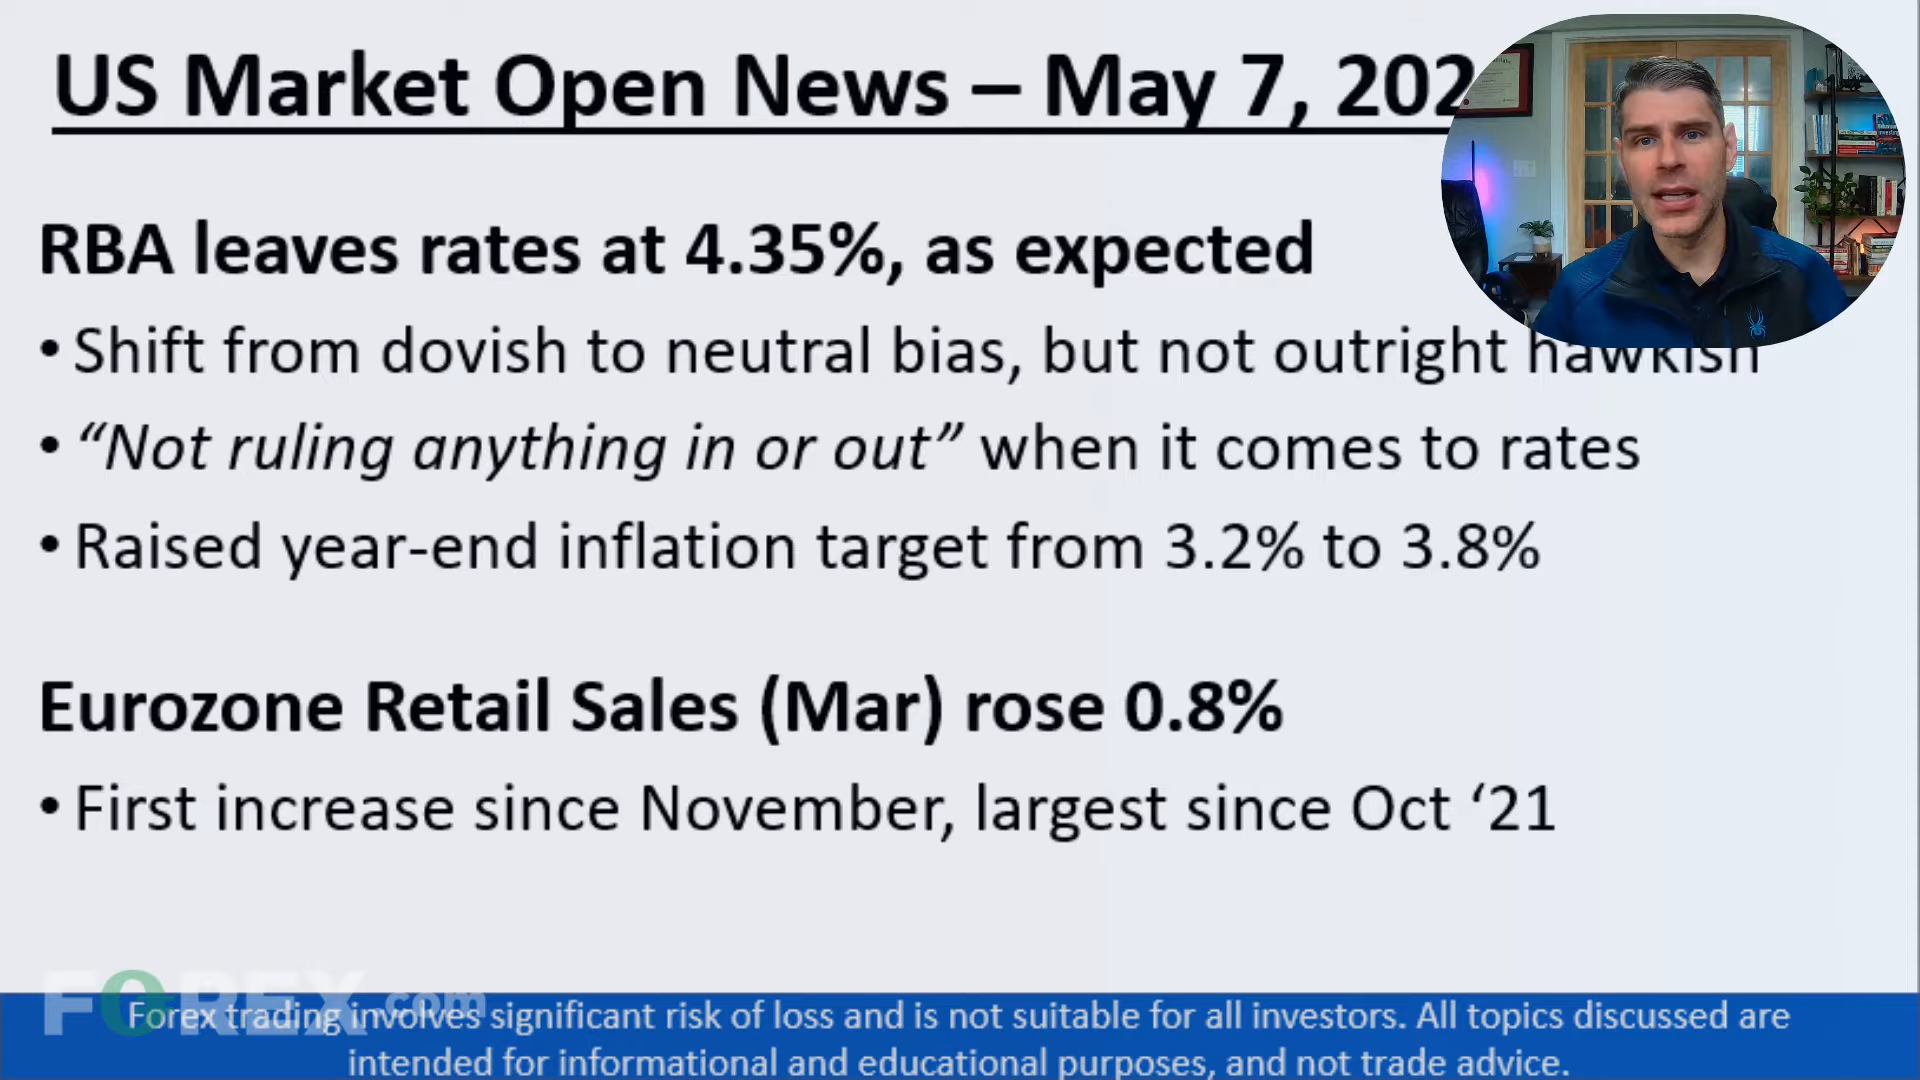 US Market Open News – May 7, 202
RBA leaves rates at 4.35%, as expected
• Shift from dovish to neutral bias, but not outright hawkish
• “Not ruling anything in or out” when it comes to rates
• Raised year-end inflation target from 3.2% to 3.8%
Eurozone Retail Sales (Mar) rose 0.8%
• First increase since November, largest since Oct ‘21
FOREX.com
Forex trading involves significant risk of loss and is not suitable for all investors. All topics discussed are
intended for informational and educational purposes, and not trade advice.